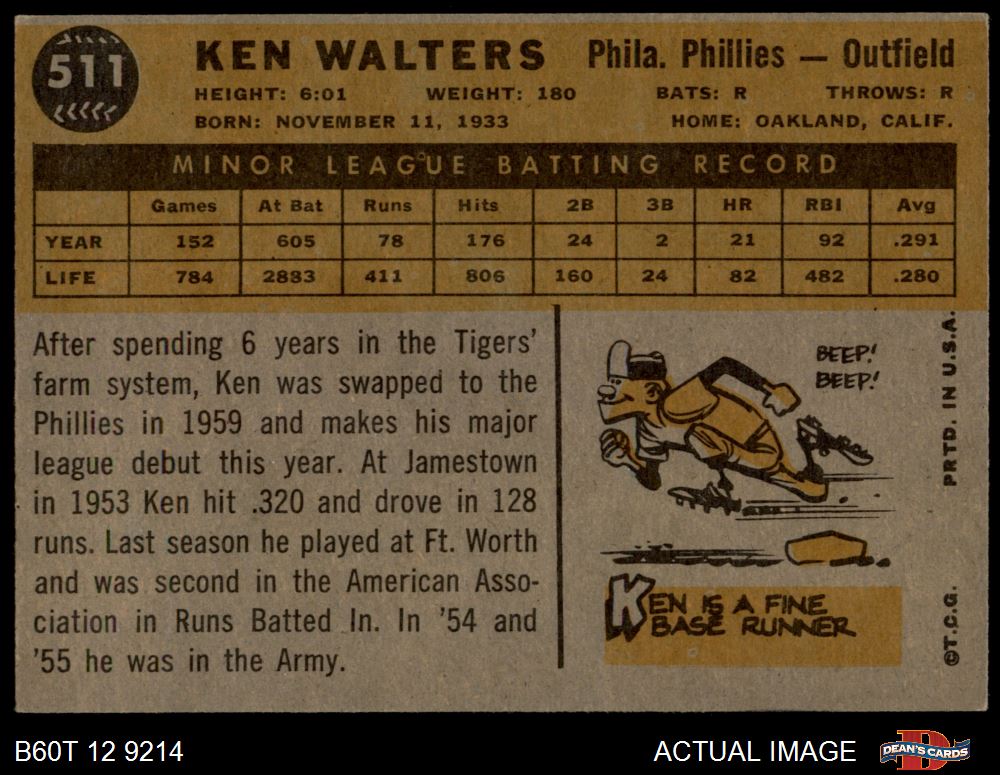 511
KEN WALTERS Phila. Phillies — Outfield
HEIGHT: 6:01 WEIGHT: 180 BATS: R THROWS: R
BORN: NOVEMBER 11, 1933 HOME: OAKLAND, CALIF.
MINOR LEAGUE BATTING RECORD
Games At Bat Runs Hits 2B 3B HR RBI Avg
YEAR 152 605 78 176 24 2 21 92 .291
LIFE 784 2883 411 806 160 24 82 482 .280
After spending 6 years in the Tigers'
farm system, Ken was swapped to the
Phillies in 1959 and makes his major
league debut this year. At Jamestown
in 1953 Ken hit .320 and drove in 128
runs. Last season he played at Ft. Worth
and was second in the American Asso-
ciation in Runs Batted In. In '54 and
'55 he was in the Army.
BEEP!
BEEP!
KEN IS A FINE
BASE RUNNER
PRTD. IN U.S.A.
©T.C.G.
B60T 12 9214 ACTUAL IMAGE
D
DEAN'S CARDS